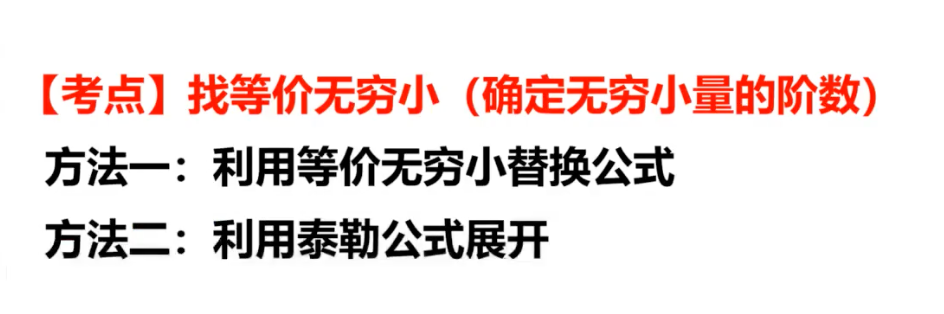 【考点】找等价无穷小（确定无穷小量的阶数）
方法一：利用等价无穷小替换公式
方法二：利用泰勒公式展开